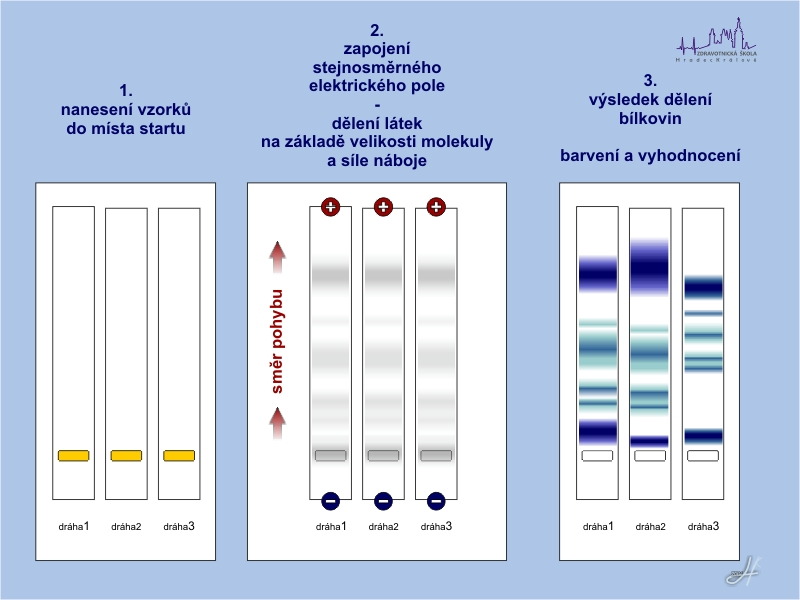 1.
nanesení vzorků
do místa startu
2.
zapojení
stejnosměrného
elektrického pole
-
dělení látek
na základě velikosti molekuly
a síle náboje
ZDRAVOTNICKÁ ŠKOLA
Hradec Králové
3.
výsledek dělení
bílkovin
barvení a vyhodnocení
dráha1 dráha2 dráha3
+ + +
směr pohybu
− − −
dráha1 dráha2 dráha3
dráha1 dráha2 dráha3